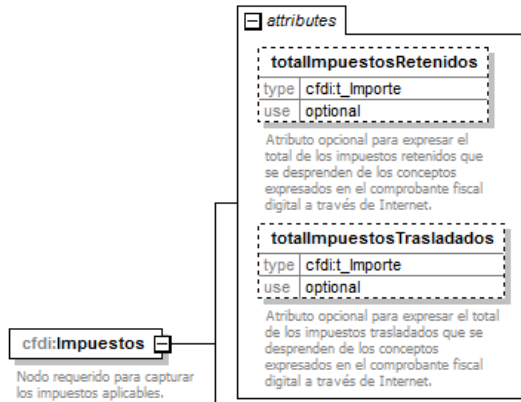 attributes
totalImpuestosRetenidos
type cfdi:t_Importe
use optional
Atributo opcional para expresar el
total de los impuestos retenidos que
se desprenden de los conceptos
expresados en el comprobante fiscal
digital a través de Internet.
totalImpuestosTrasladados
type cfdi:t_Importe
use optional
Atributo opcional para expresar el total
de los impuestos trasladados que se
desprenden de los conceptos
expresados en el comprobante fiscal
digital a través de Internet.
cfdi:Impuestos
Nodo requerido para capturar
los impuestos aplicables.